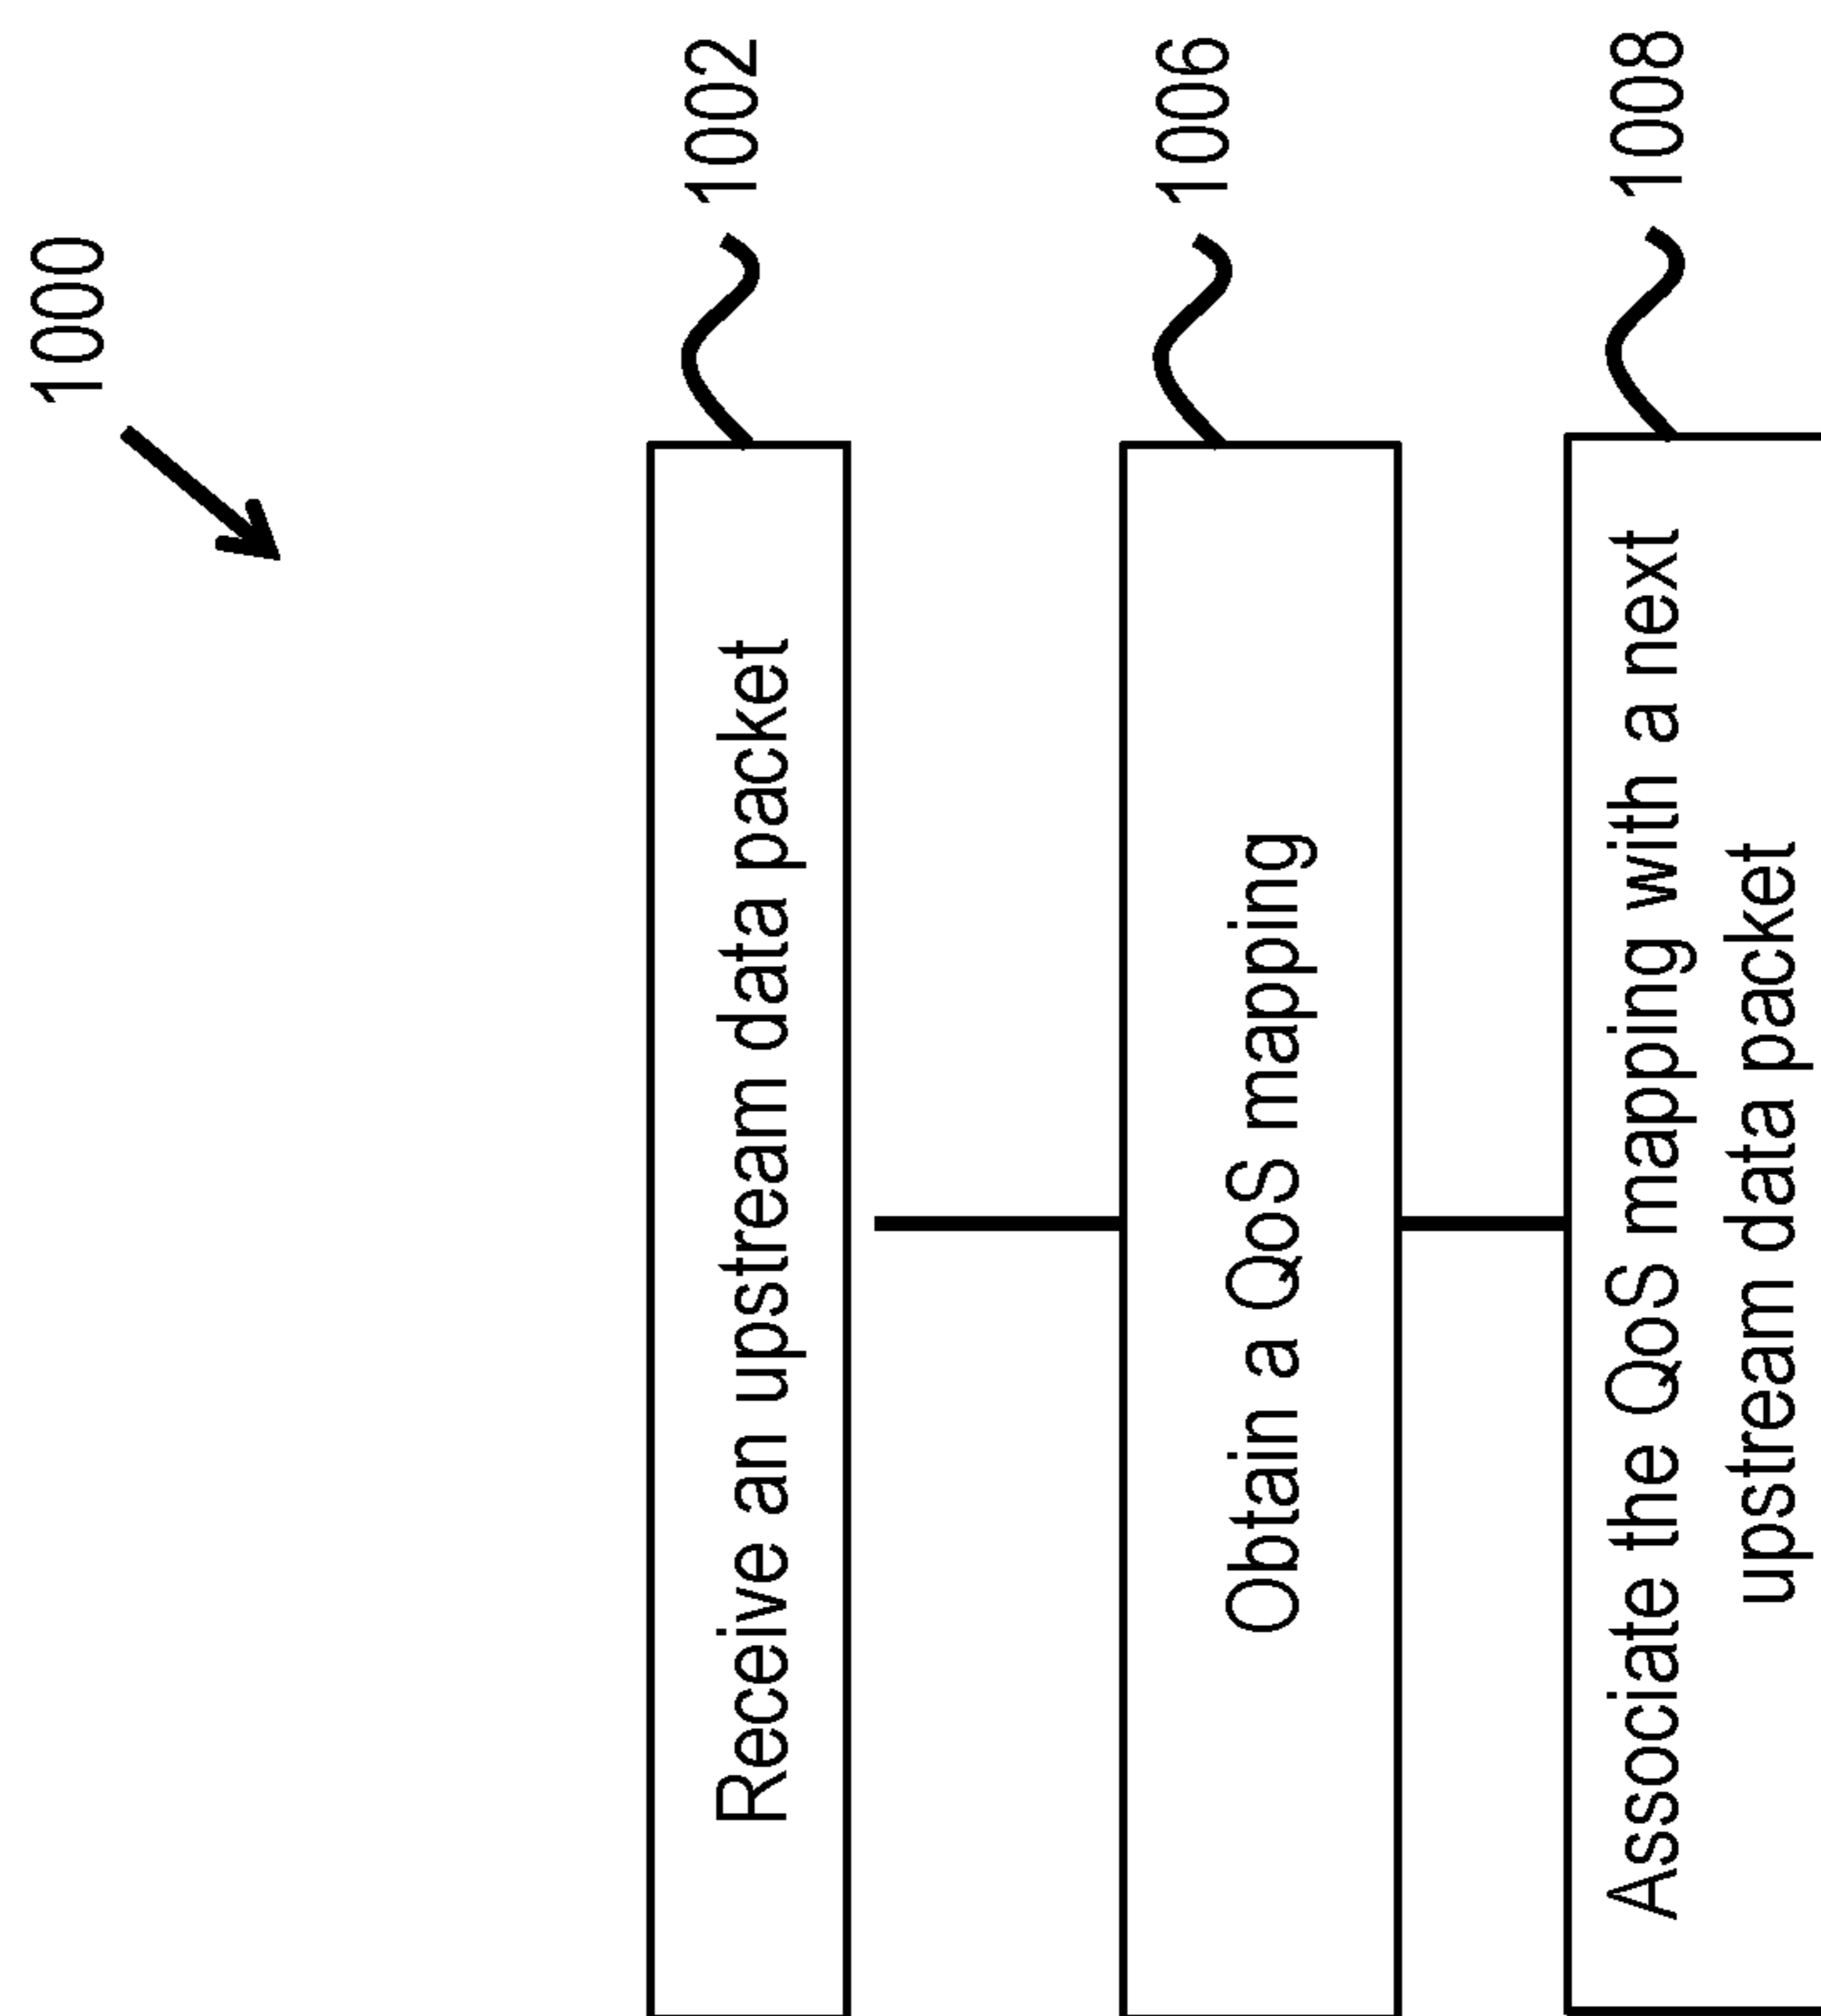 1000
Receive an upstream data packet
1002
Obtain a QoS mapping
1006
Associate the QoS mapping with a next
upstream data packet
1008